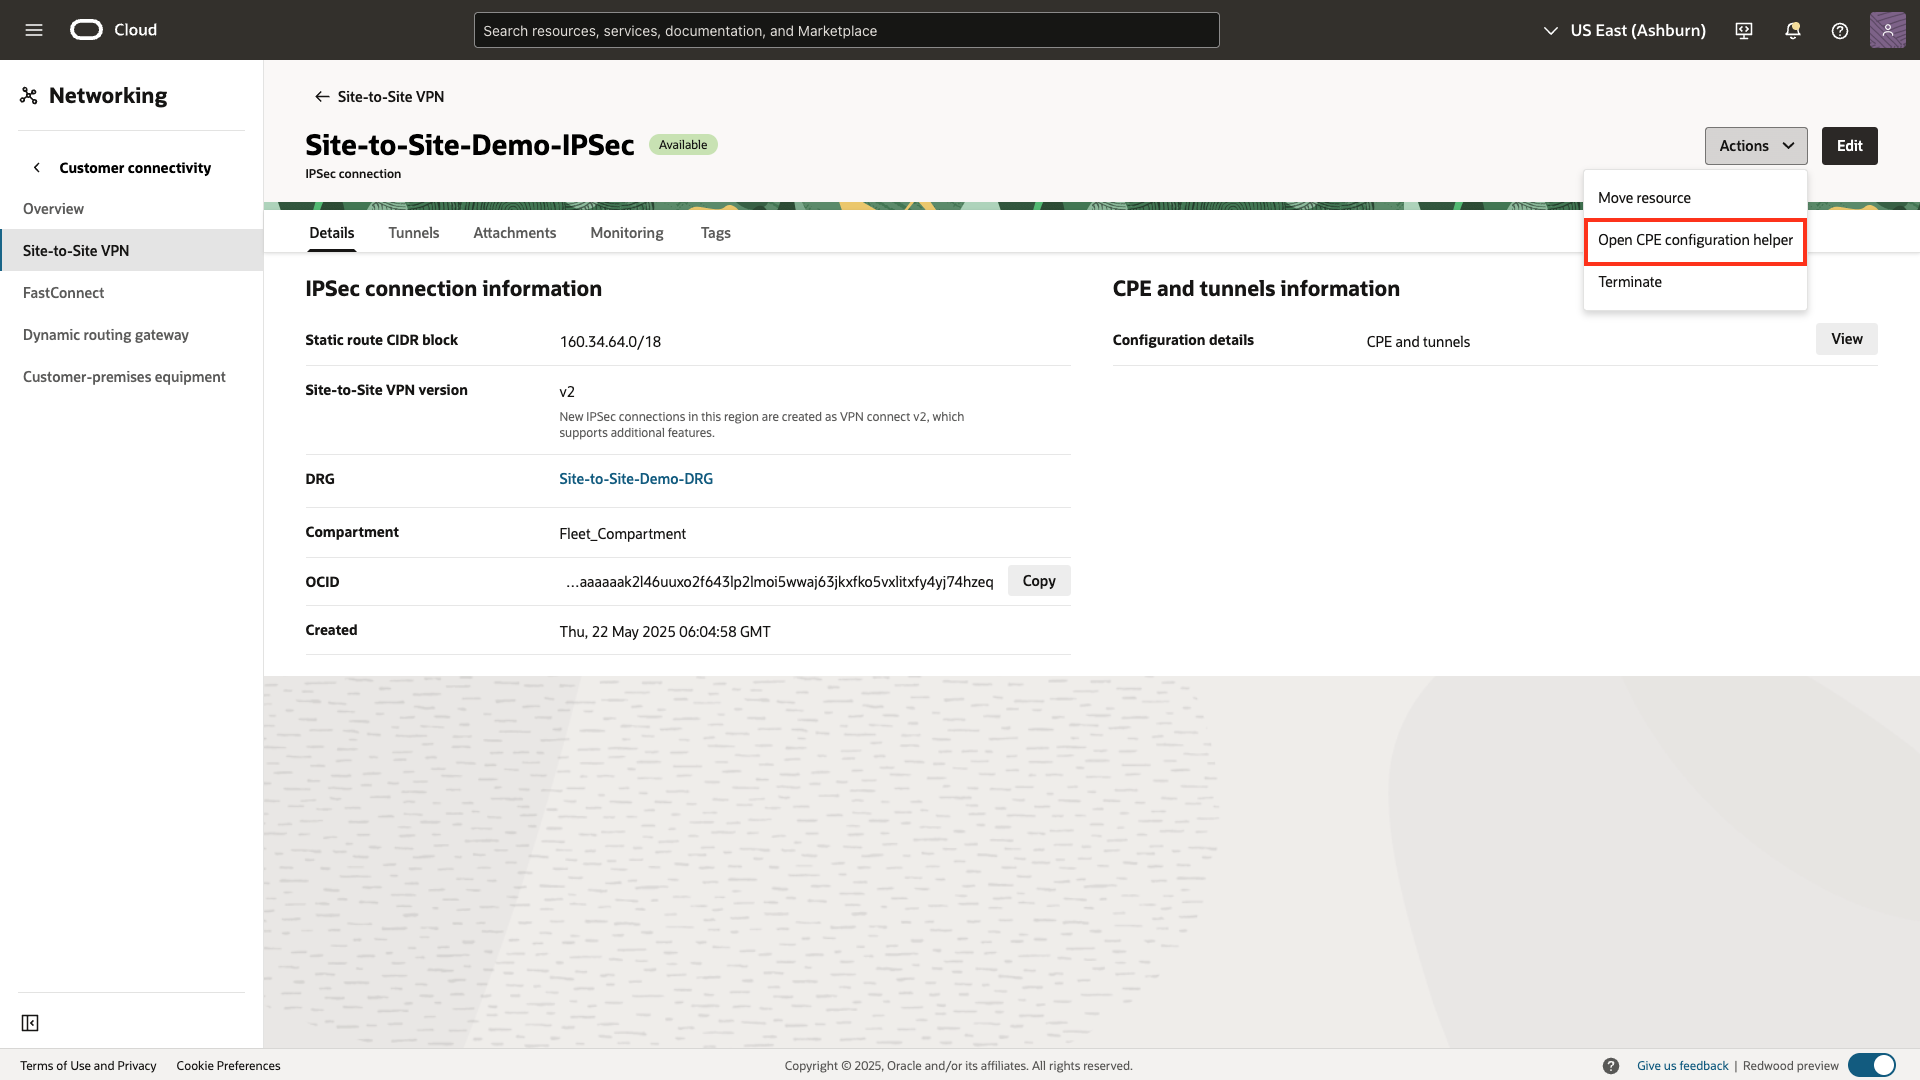 Cloud
Search resources, services, documentation, and Marketplace
US East (Ashburn)
Networking
Customer connectivity
Overview
Site-to-Site VPN
FastConnect
Dynamic routing gateway
Customer-premises equipment
Site-to-Site VPN
Site-to-Site-Demo-IPSec
Available
IPSec connection
Actions
Edit
Move resource
Open CPE configuration helper
Terminate
Details
Tunnels
Attachments
Monitoring
Tags
IPSec connection information
Static route CIDR block
160.34.64.0/18
Site-to-Site VPN version
v2
New IPSec connections in this region are created as VPN connect v2, which
supports additional features.
DRG
Site-to-Site-Demo-DRG
Compartment
Fleet_Compartment
OCID
...aaaaaak2l46uuxo2f643lp2lmoi5wwaj63jkxfko5vxlitxfy4yj74hzeq
Copy
Created
Thu, 22 May 2025 06:04:58 GMT
CPE and tunnels information
Configuration details
CPE and tunnels
View
Terms of Use and Privacy
Cookie Preferences
Copyright © 2025, Oracle and/or its affiliates. All rights reserved.
Give us feedback | Redwood preview